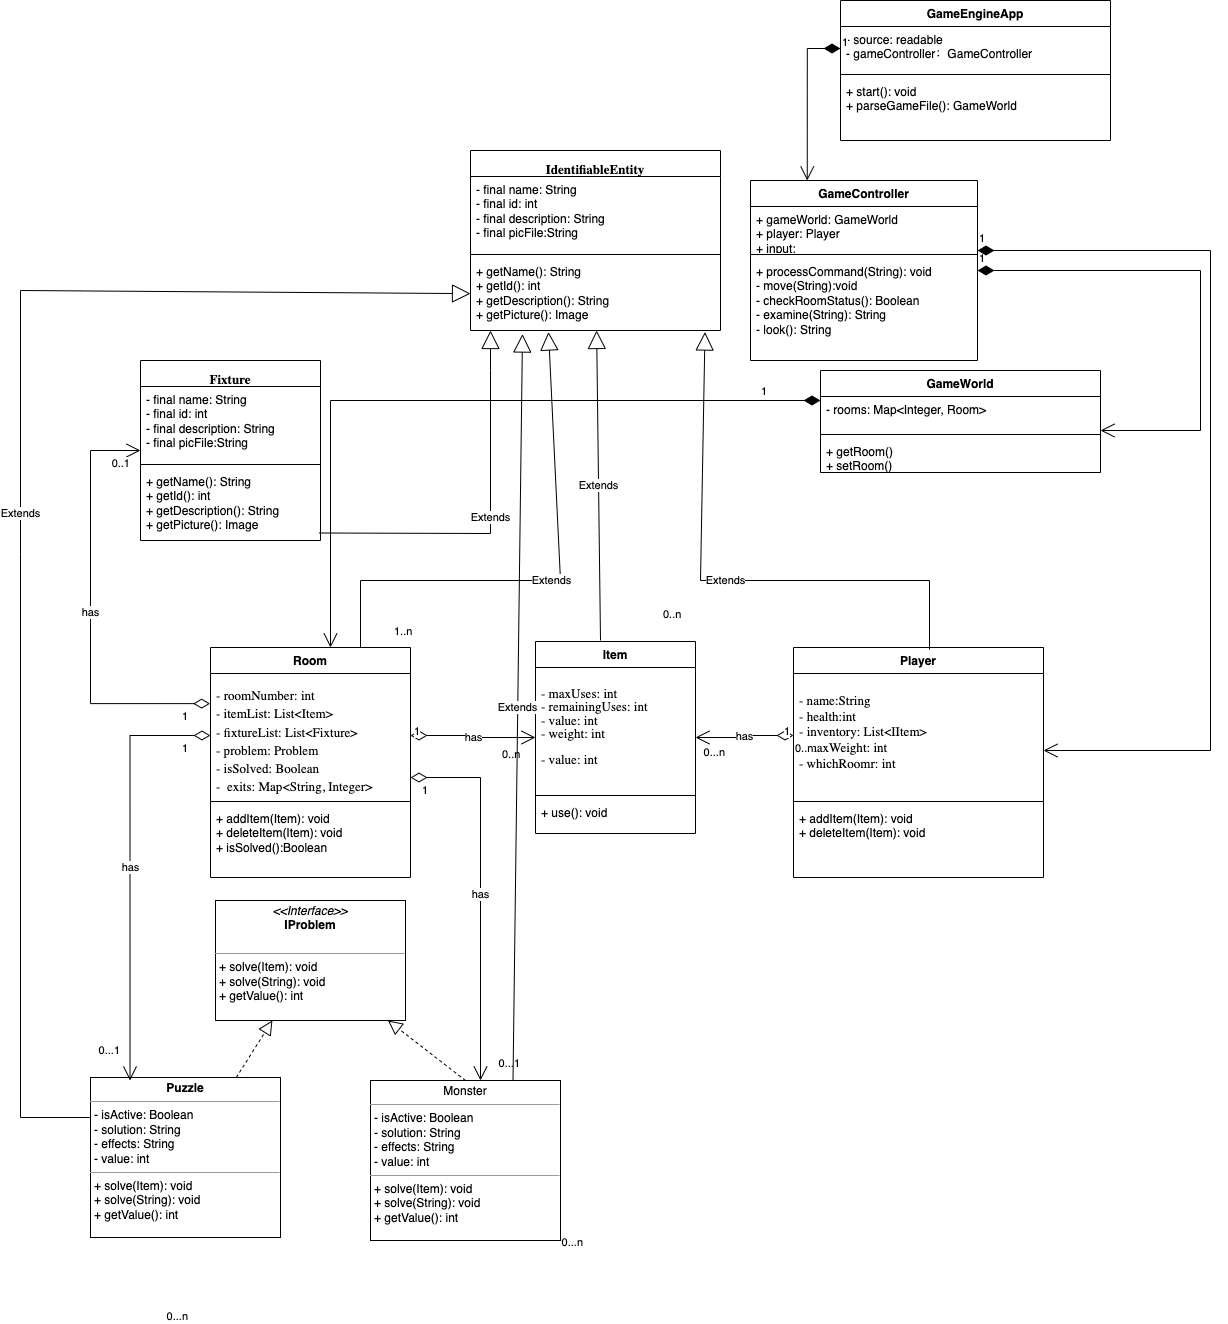 GameEngineApp
- source: readable
- gameController: GameController
+ start(): void
+ parseGameFile(): GameWorld
1
IdentifiableEntity
- final name: String
- final id: int
- final description: String
- final picFile:String
+ getName(): String
+ getId(): int
+ getDescription(): String
+ getPicture(): Image
GameController
+ gameWorld: GameWorld
+ player: Player
+ input:
+ processCommand(String): void
- move(String):void
- checkRoomStatus(): Boolean
- examine(String): String
- look(): String
1
1
Fixture
- final name: String
- final id: int
- final description: String
- final picFile:String
+ getName(): String
+ getId(): int
+ getDescription(): String
+ getPicture(): Image
0..1
GameWorld
- rooms: Map<Integer, Room>
+ getRoom()
+ setRoom()
1
Extends
Extends
Extends
Extends
Extends
has
1..n
0..n
Room
- roomNumber: int
- itemList: List<Item>
- fixtureList: List<Fixture>
- problem: Problem
- isSolved: Boolean
- exits: Map<String, Integer>
+ addItem(Item): void
+ deleteItem(Item): void
+ isSolved():Boolean
1
1
1
1
has
0..n
Extends
Item
- maxUses: int
- remainingUses: int
- value: int
- weight: int
- value: int
+ use(): void
has
0...n
1
0..
Player
- name:String
- health:int
- inventory: List<IItem>
- maxWeight: int
- whichRoomr: int
+ addItem(Item): void
+ deleteItem(Item): void
has
has
<<Interface>>
IProblem
+ solve(Item): void
+ solve(String): void
+ getValue(): int
0...1
0...1
Puzzle
- isActive: Boolean
- solution: String
- effects: String
- value: int
+ solve(Item): void
+ solve(String): void
+ getValue(): int
Monster
- isActive: Boolean
- solution: String
- effects: String
- value: int
+ solve(Item): void
+ solve(String): void
+ getValue(): int
0...n
0...n